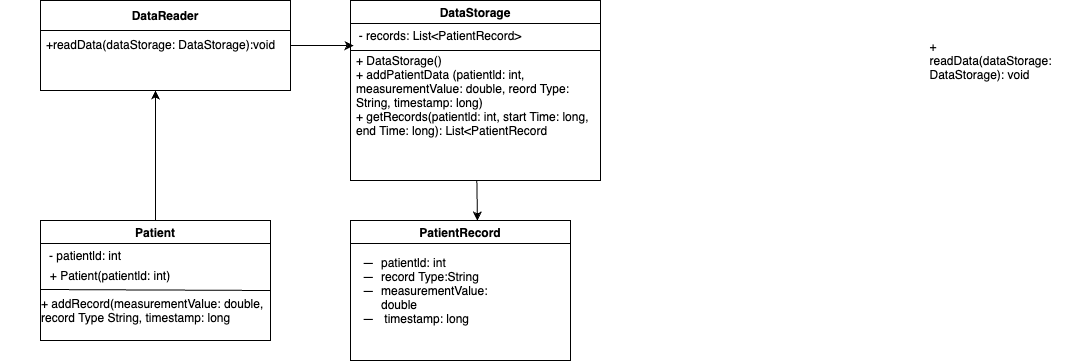 DataReader
+readData(dataStorage: DataStorage):void
DataStorage
- records: List<PatientRecord>
+ DataStorage()
+ addPatientData (patientId: int,
measurementValue: double, reord Type:
String, timestamp: long)
+ getRecords(patientId: int, start Time: long,
end Time: long): List<PatientRecord
+
readData(dataStorage:
DataStorage): void
Patient
- patientId: int
+ Patient(patientId: int)
+ addRecord(measurementValue: double,
record Type String, timestamp: long
PatientRecord
— patientId: int
— record Type:String
— measurementValue:
double
— timestamp: long